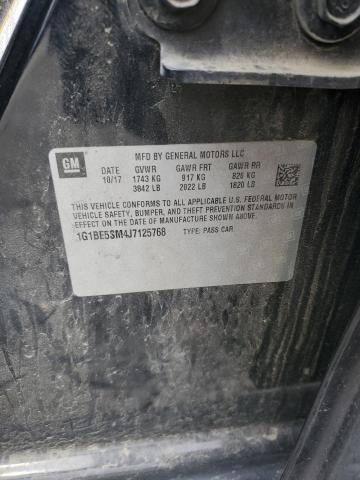 GM
MFD BY GENERAL MOTORS LLC
DATE GVWR GAWR FRT GAWR RR
10/17 1743 KG 917 KG 826 KG
3842 LB 2022 LB 1820 LB
THIS VEHICLE CONFORMS TO ALL APPLICABLE U.S. FEDERAL MOTOR
VEHICLE SAFETY, BUMPER, AND THEFT PREVENTION STANDARDS IN
EFFECT ON THE DATE OF MANUFACTURE SHOWN ABOVE.
1G1BE5SM4J7125768 TYPE: PASS CAR